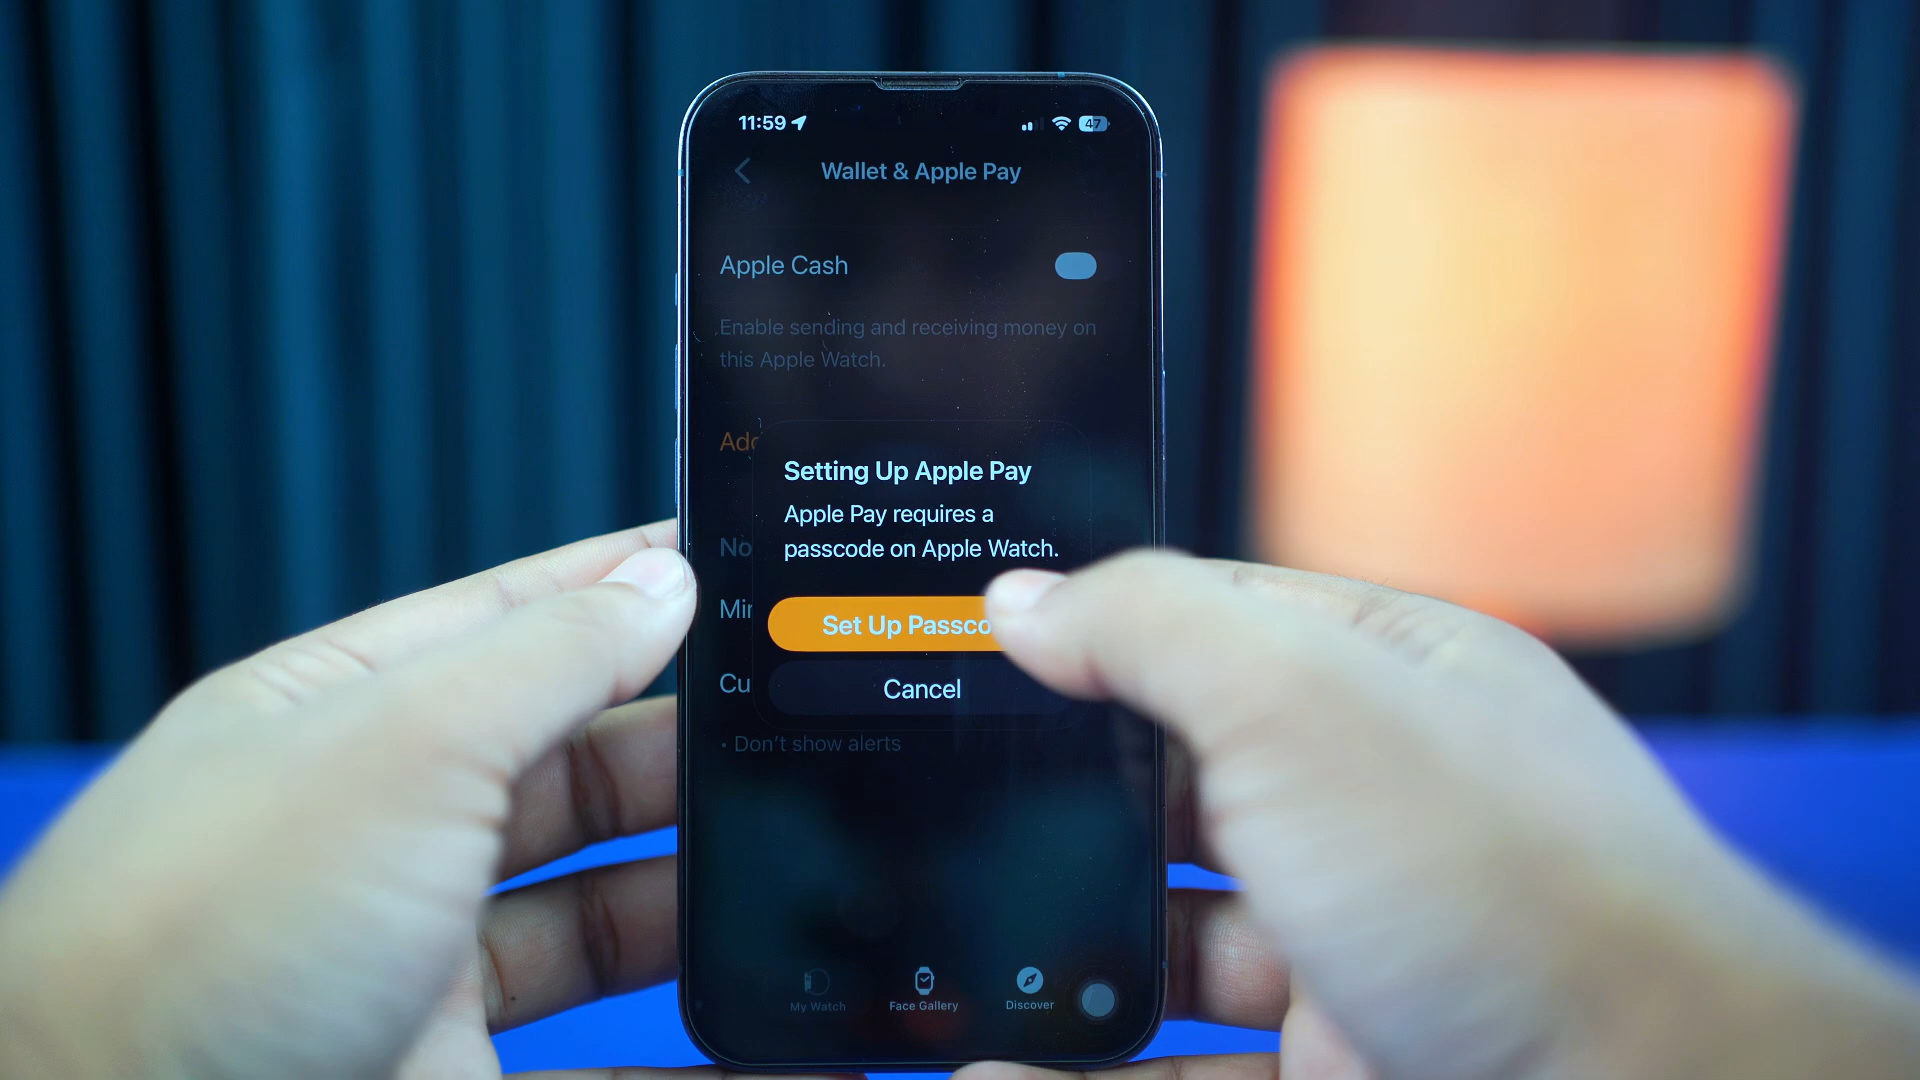 11:59
47
Wallet & Apple Pay
Apple Cash
Enable sending and receiving money on
this Apple Watch.
Setting Up Apple Pay
Apple Pay requires a
passcode on Apple Watch.
Set Up
Cancel
• Don’t show alerts
My Watch
Face Gallery
Discover